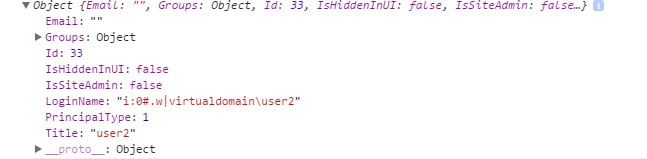 ▼ Object {Email: "", Groups: Object, Id: 33, IsHiddenInUI: false, IsSiteAdmin: false…} i
Email: ""
▶ Groups: Object
Id: 33
IsHiddenInUI: false
IsSiteAdmin: false
LoginName: "i:0#.w|virtualdomain\user2"
PrincipalType: 1
Title: "user2"
▶ __proto__: Object